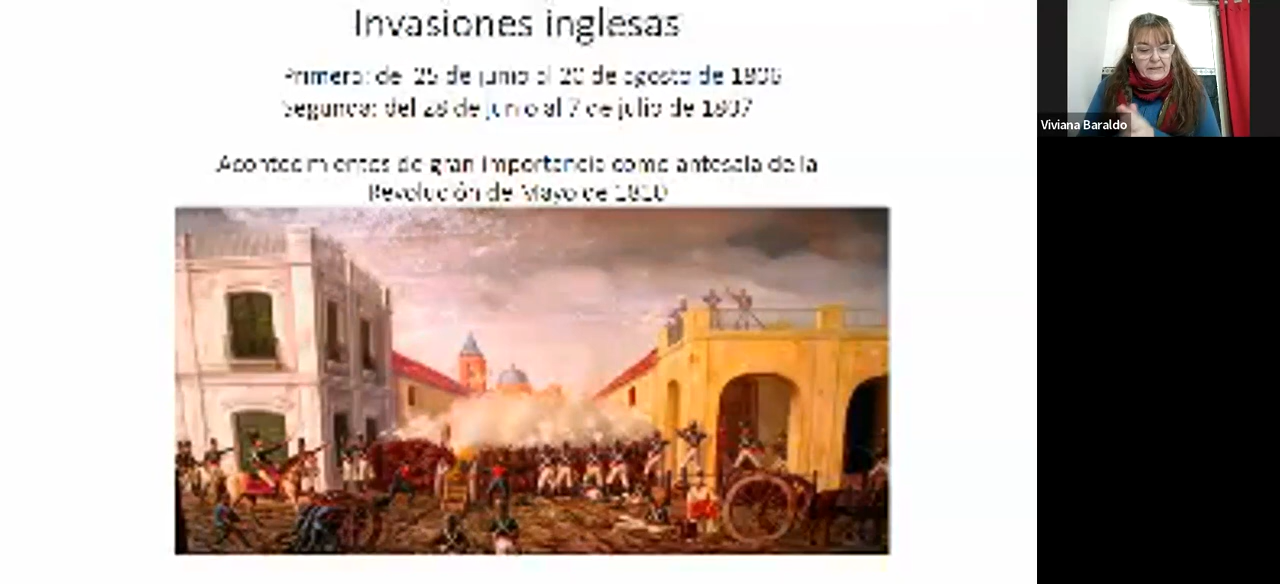 Invasiones inglesas
Primera: del 25 de junio al 20 de agosto de 1806
Segunda: del 28 de junio al 7 de julio de 1807
Acontecimientos de gran importancia como antesala de la
Revolución de Mayo de 1810
Viviana Baraldo